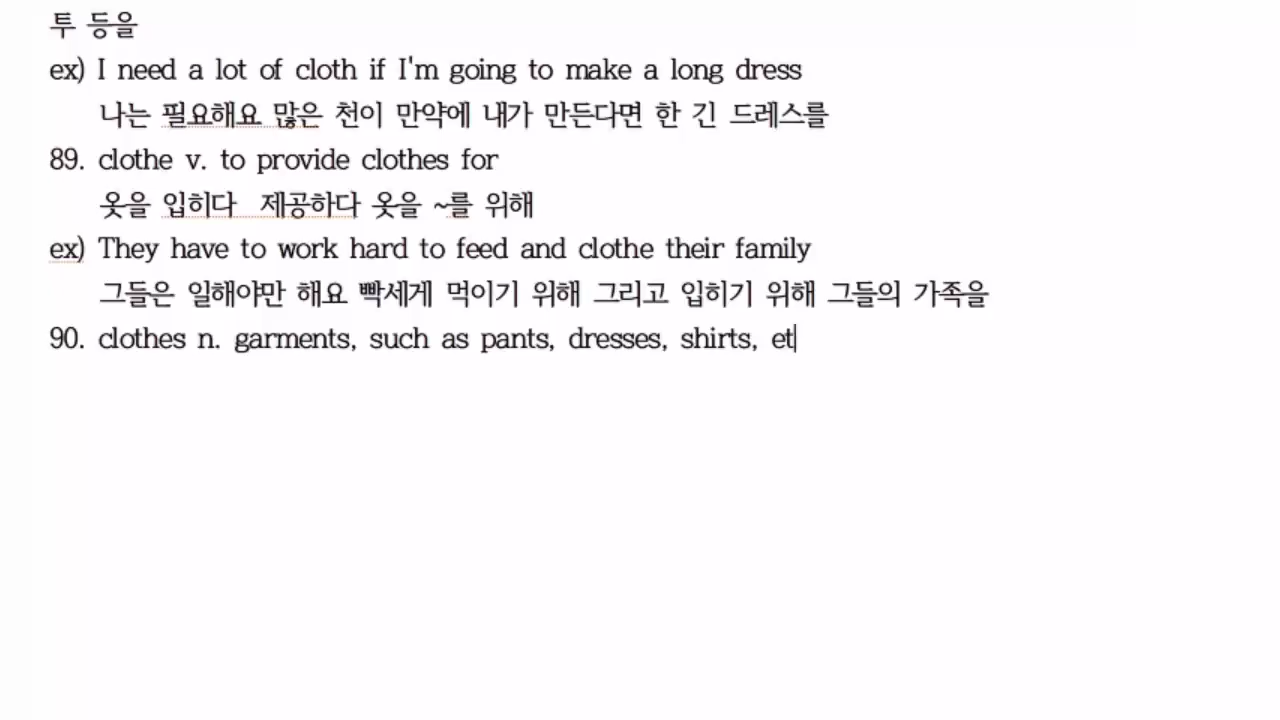 투 등을
ex) I need a lot of cloth if I'm going to make a long dress
나는 필요해요 많은 천이 만약에 내가 만든다면 한 긴 드레스를
89. clothe v. to provide clothes for
옷을 입히다 제공하다 옷을 ~를 위해
ex) They have to work hard to feed and clothe their family
그들은 일해야만 해요 빡세게 먹이기 위해 그리고 입히기 위해 그들의 가족을
90. clothes n. garments, such as pants, dresses, shirts, et